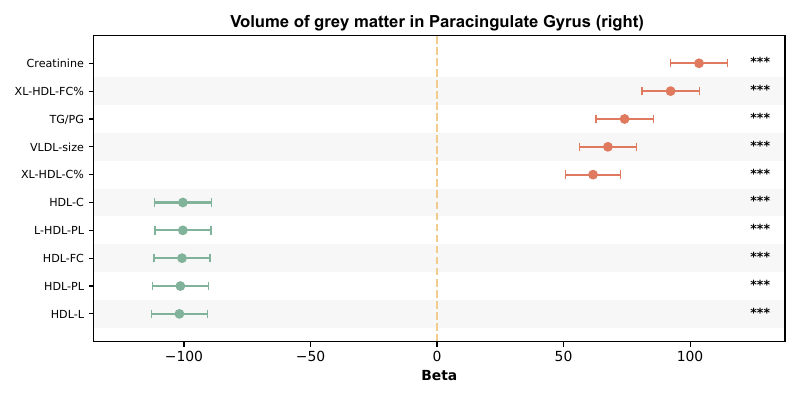 Volume of grey matter in Paracingulate Gyrus (right)
Creatinine ***
XL-HDL-FC% ***
TG/PG ***
VLDL-size ***
XL-HDL-C% ***
HDL-C ***
L-HDL-PL ***
HDL-FC ***
HDL-PL ***
HDL-L ***
−100 −50 0 50 100
Beta